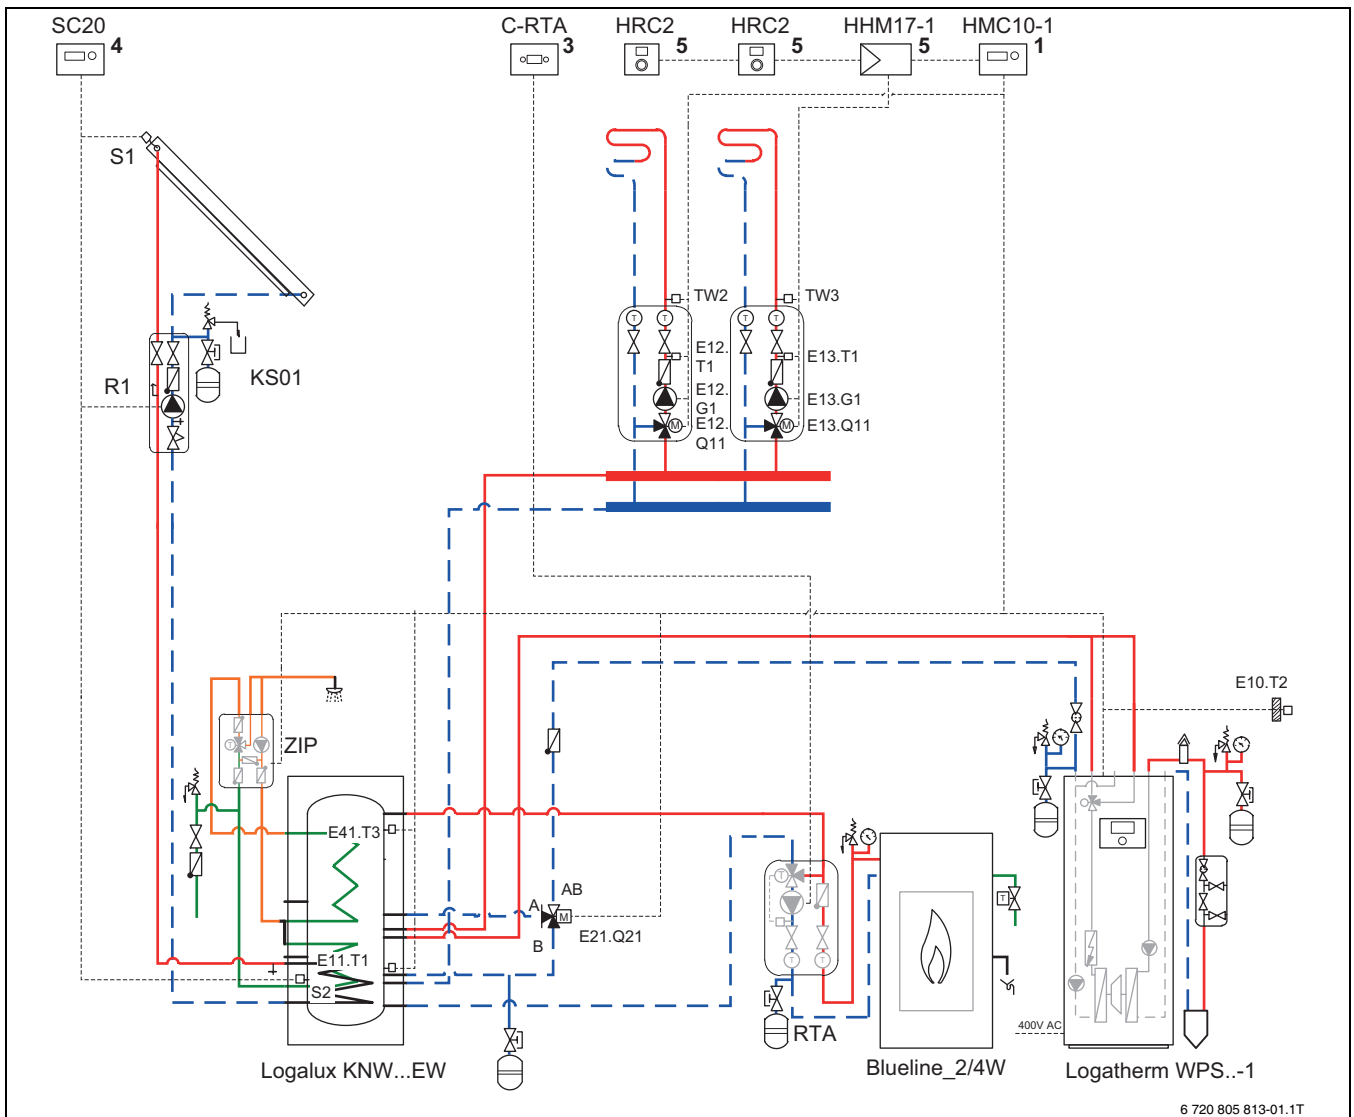 SC20
4
C-RTA
3
HRC2
5
HRC2
5
HHM17-1
5
HMC10-1
1
S1
R1
KS01
TW2
TW3
T
T
T
T
E12.
T1
E13.T1
E12.
G1
E13.G1
E12.
Q11
E13.Q11
M
M
E10.T2
ZIP
T
E41.T3
AB
A
M
B
E21.Q21
E11.T1
S2
T
T
T
T
RTA
400V AC
Logalux KNW...EW
Blueline_2/4W
Logatherm WPS..-1
6 720 805 813-01.1T